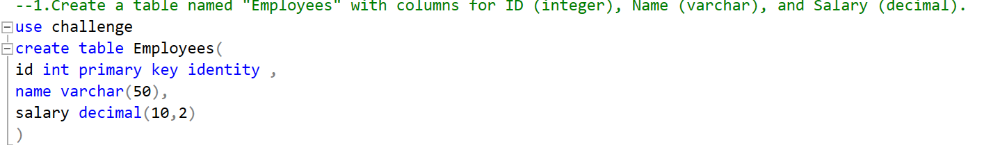 --1.Create a table named "Employees" with columns for ID (integer), Name (varchar), and Salary (decimal).
use challenge
create table Employees(
id int primary key identity ,
name varchar(50),
salary decimal(10,2)
)